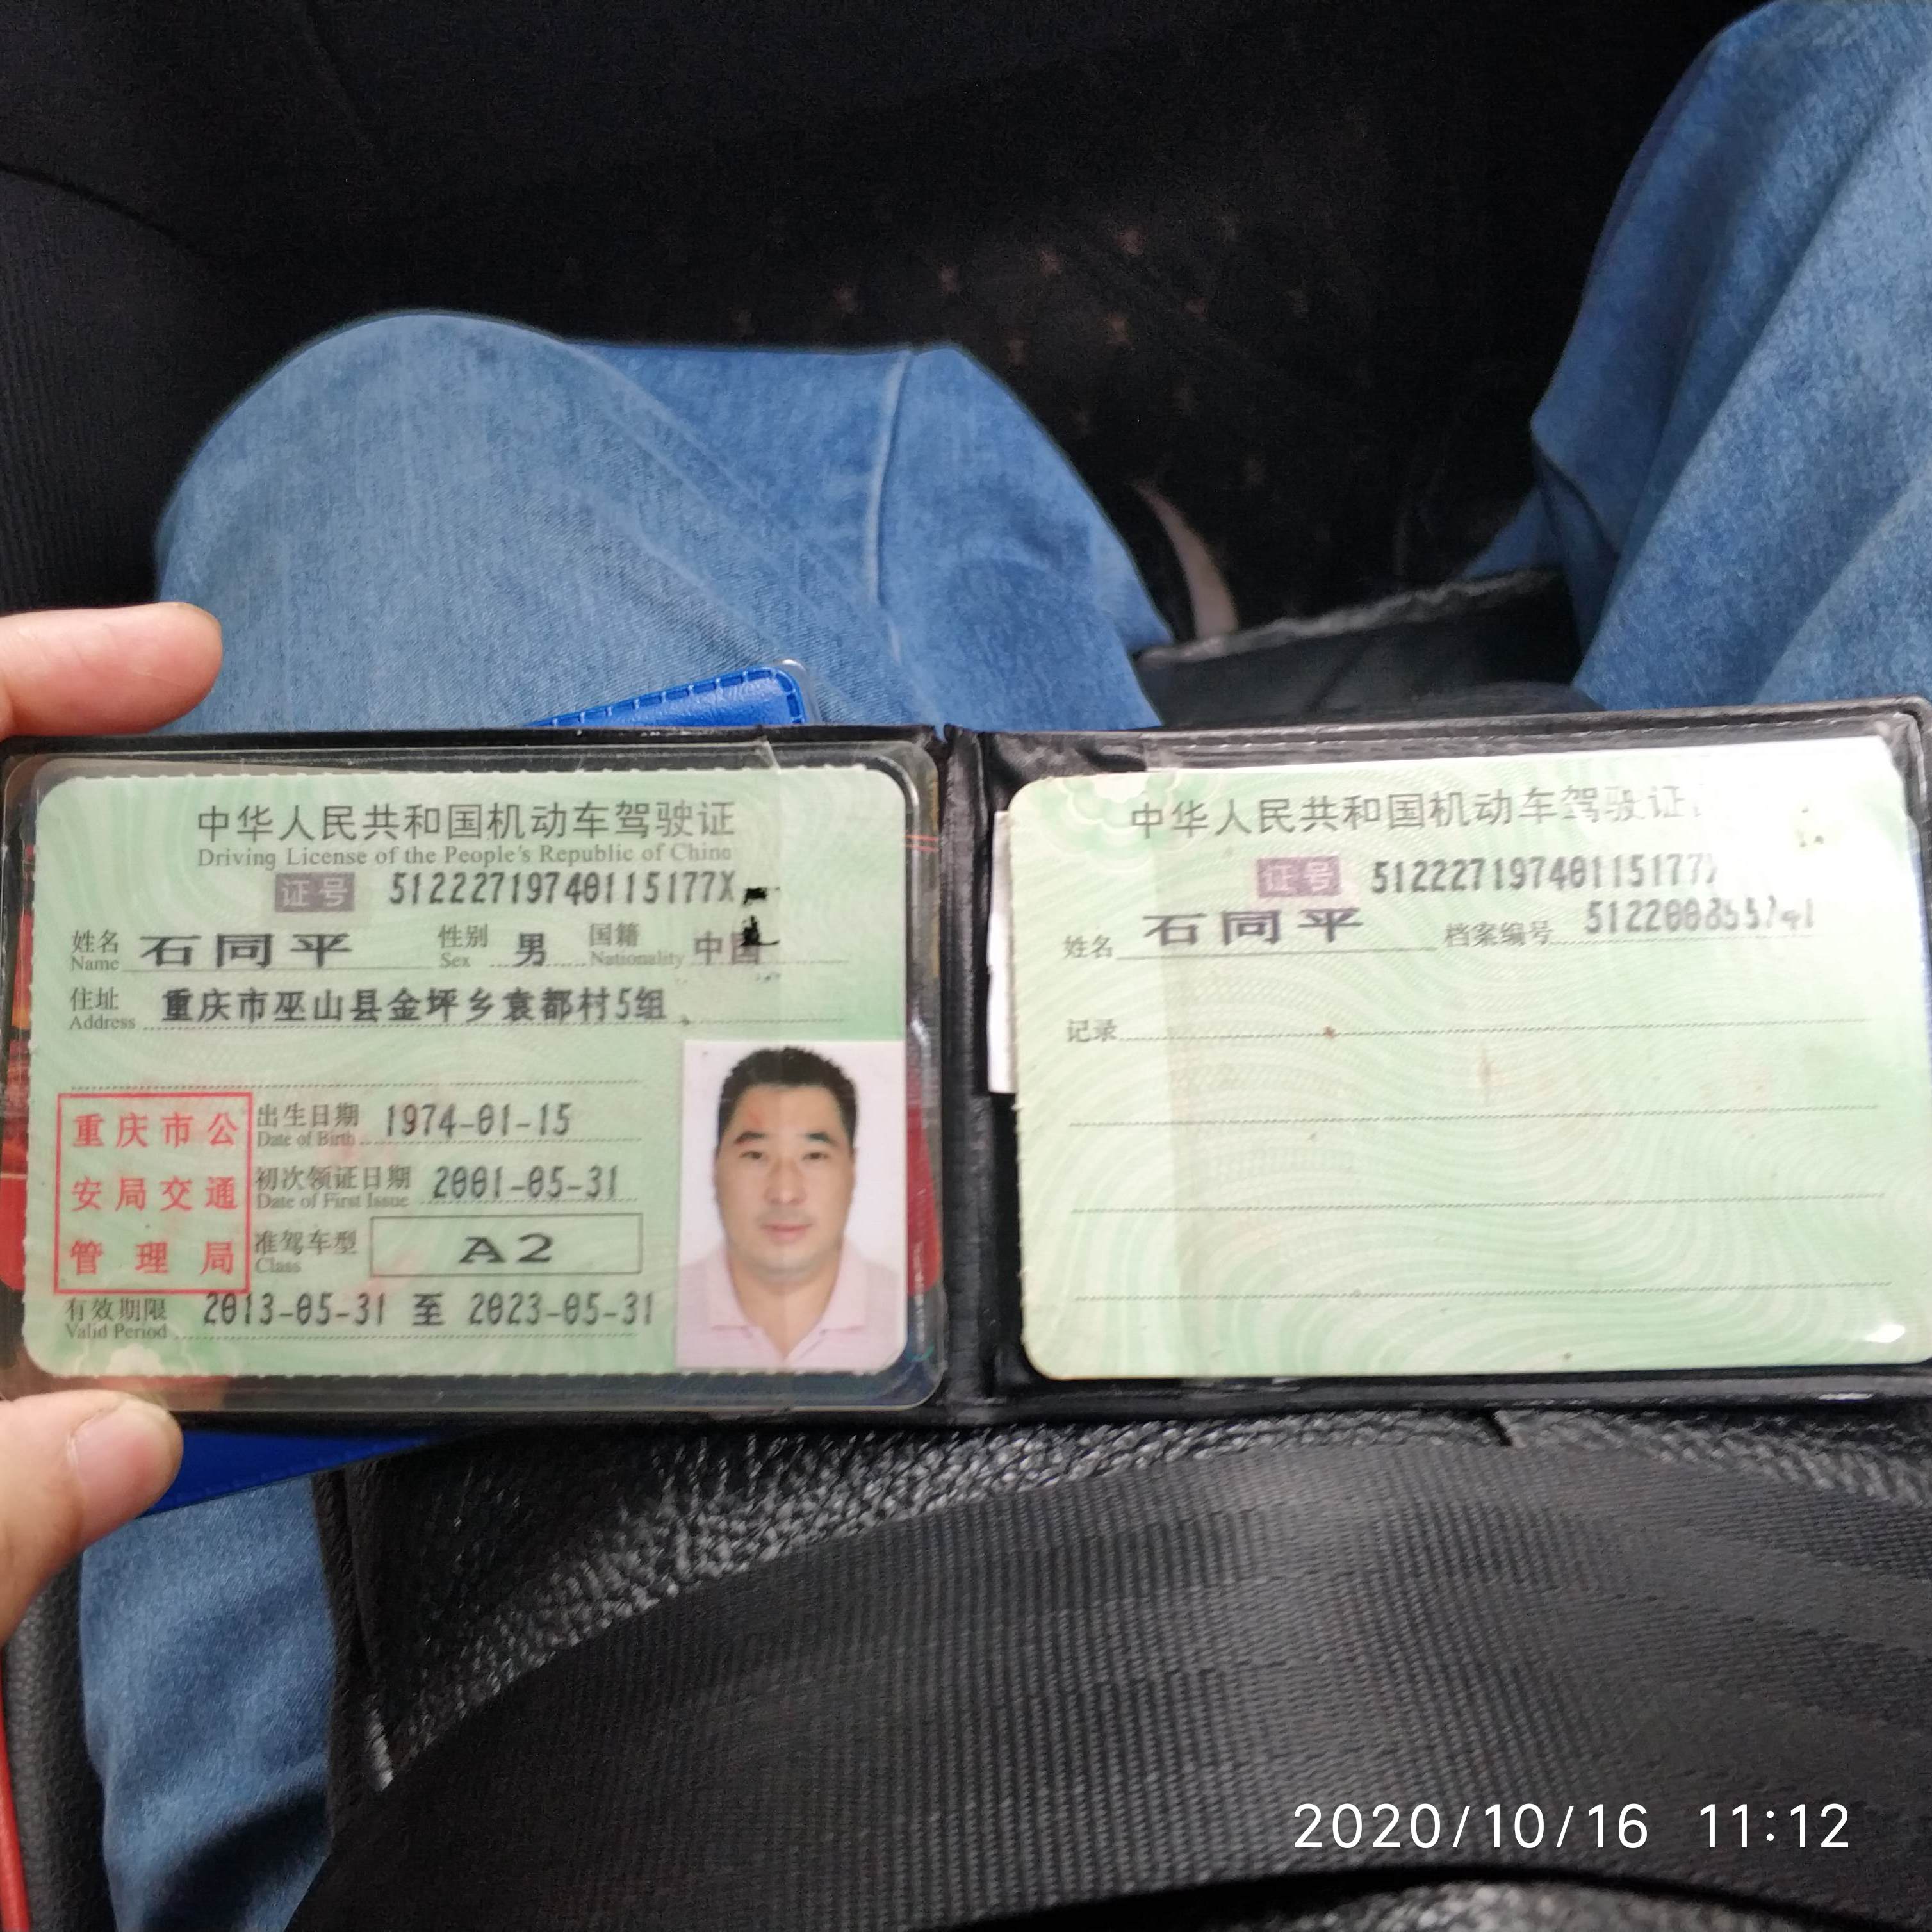 中华人民共和国机动车驾驶证
Driving License of the People's Republic of China
证号 51222719740115177X
姓名 石同平 性别 男 国籍 中国
Name Sex Nationality
住址 重庆市巫山县金坪乡袁都村5组
Address
重庆市公
安局交通
管理局
出生日期 1974-01-15
Date of Birth
初次领证日期 2001-05-31
Date of First Issue
准驾车型 A2
Class
有效期限 2013-05-31 至 2023-05-31
Valid Period
中华人民共和国机动车驾驶证
证号 51222719740115177X
姓名 石同平 档案编号
记录
2020/10/16 11:12